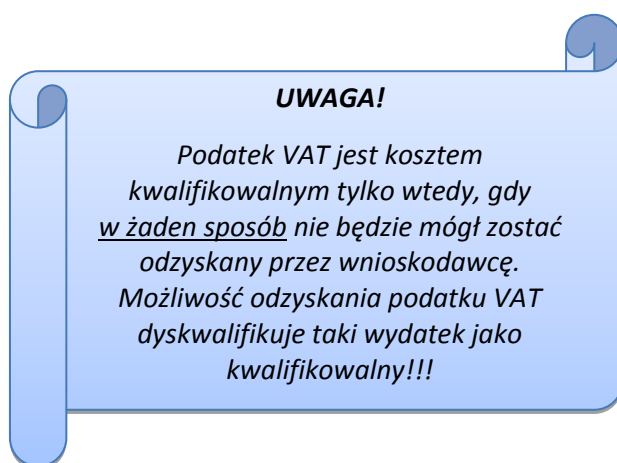 UWAGA!
Podatek VAT jest kosztem
kwalifikowalnym tylko wtedy, gdy
w żaden sposób nie będzie mógł zostać
odzyskany przez wnioskodawcę.
Możliwość odzyskania podatku VAT
dyskwalifikuje taki wydatek jako
kwalifikowalny!!!